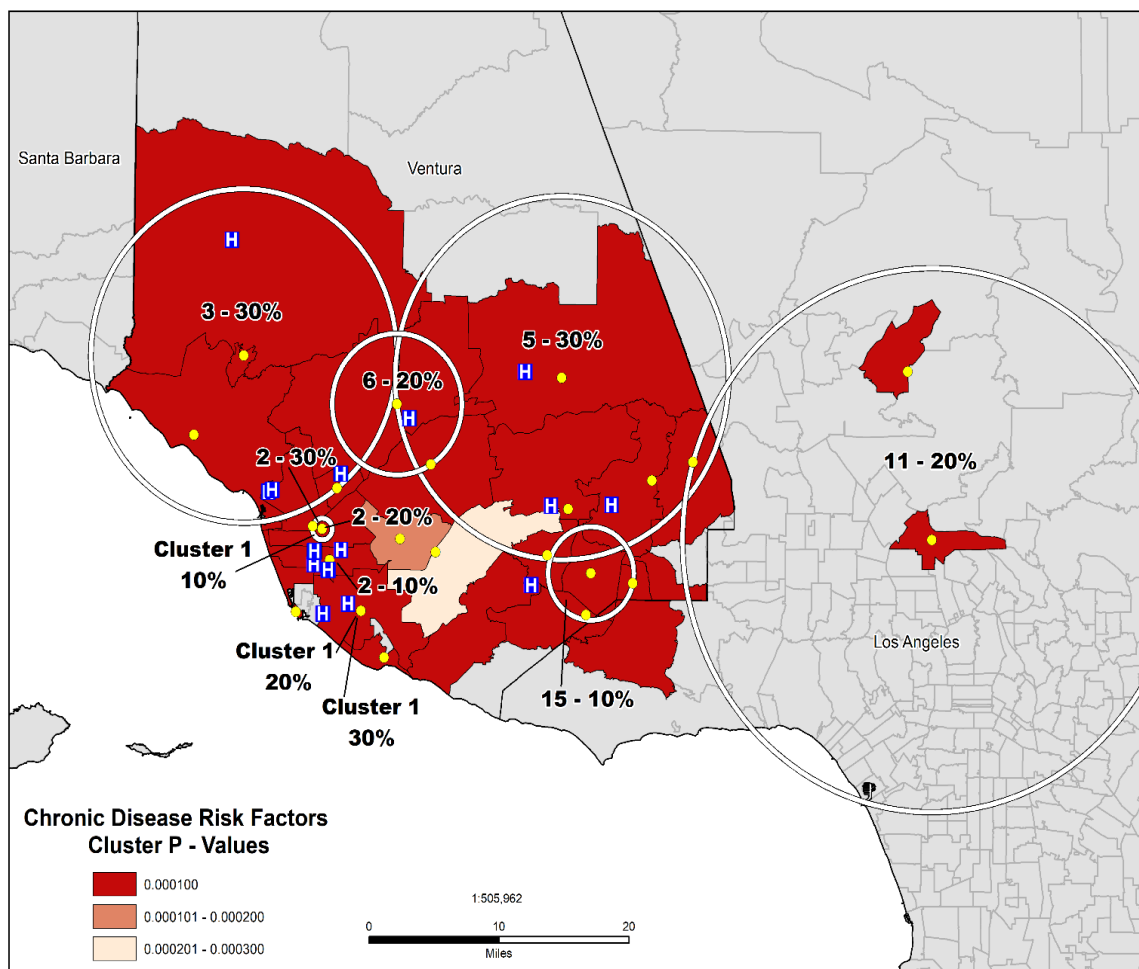 Santa Barbara
Ventura
H
3 - 30%
5 - 30%
H
6 - 20%
H
11 - 20%
2 - 30%
H
H
H
H
2 - 20%
Cluster 1
10%
H
H
H
H
2 - 10%
H
H
H
Cluster 1
20%
Los Angeles
Cluster 1
30%
15 - 10%
Chronic Disease Risk Factors
Cluster P - Values
0.000100
0.000101 - 0.000200
0.000201 - 0.000300
1:505,962
0
10
20
Miles